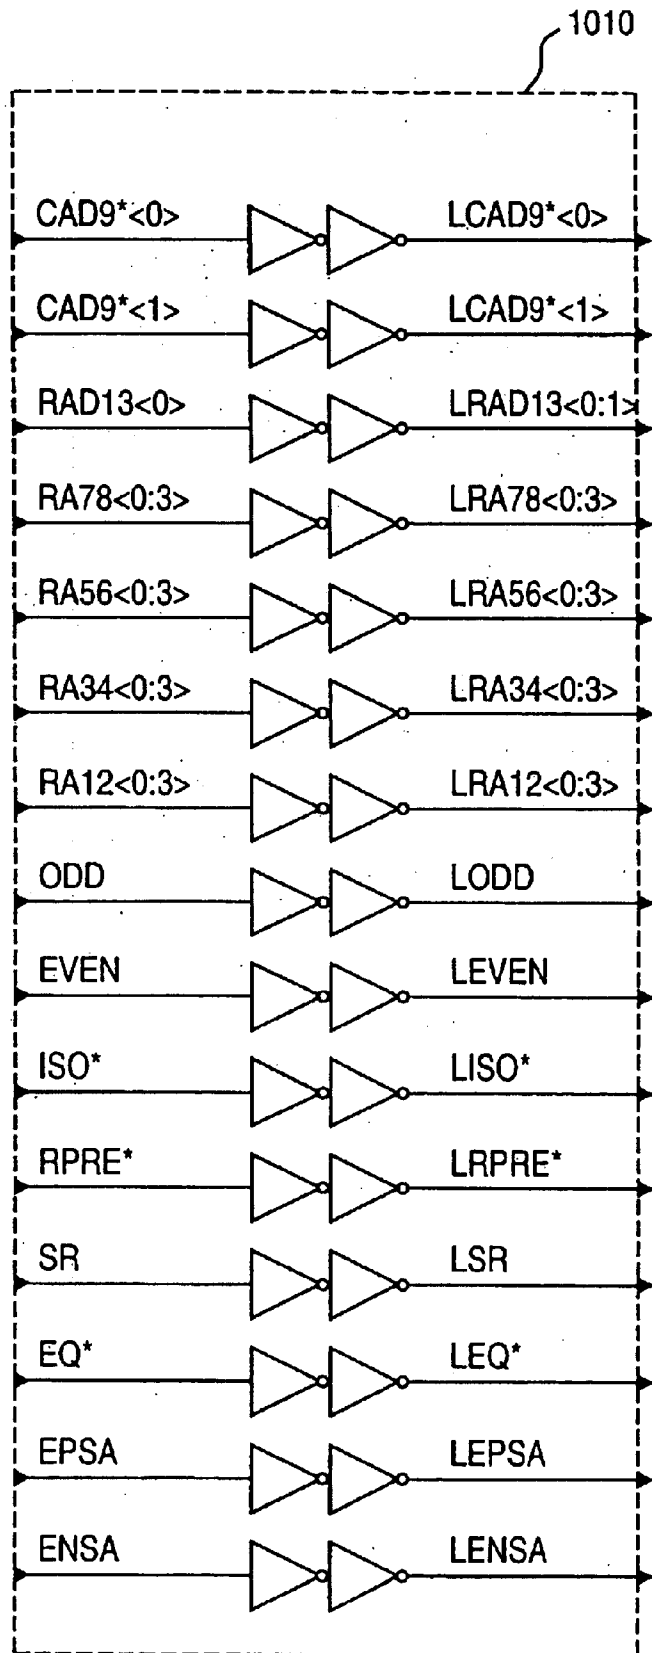 1010
CAD9*<0> LCAD9*<0>
CAD9*<1> LCAD9*<1>
RAD13<0> LRAD13<0:1>
RA78<0:3> LRA78<0:3>
RA56<0:3> LRA56<0:3>
RA34<0:3> LRA34<0:3>
RA12<0:3> LRA12<0:3>
ODD LODD
EVEN LEVEN
ISO* LISO*
RPRE* LRPRE*
SR LSR
EQ* LEQ*
EPSA LEPSA
ENSA LENSA